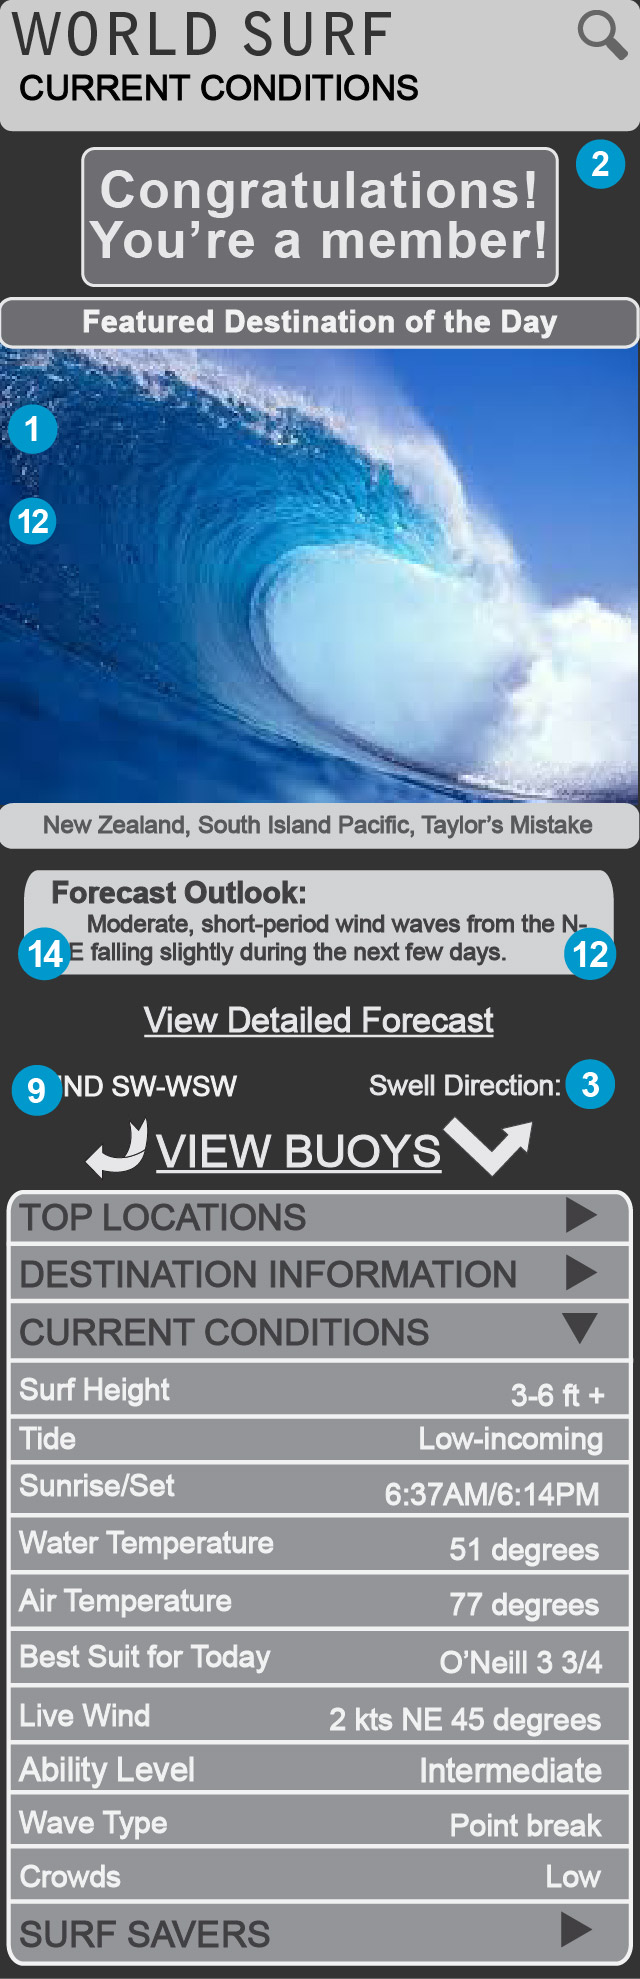 WORLD SURF
CURRENT CONDITIONS
2
Congratulations!
You're a member!
Featured Destination of the Day
1
12
New Zealand, South Island Pacific, Taylor's Mistake
Forecast Outlook:
Moderate, short-period wind waves from the N-
14 E falling slightly during the next few days. 12
View Detailed Forecast
9 IND SW-WSW Swell Direction: 3
VIEW BUOYS
TOP LOCATIONS
DESTINATION INFORMATION
CURRENT CONDITIONS
Surf Height 3-6 ft +
Tide Low-incoming
Sunrise/Set 6:37AM/6:14PM
Water Temperature 51 degrees
Air Temperature 77 degrees
Best Suit for Today O'Neill 3 3/4
Live Wind 2 kts NE 45 degrees
Ability Level Intermediate
Wave Type Point break
Crowds Low
SURF SAVERS